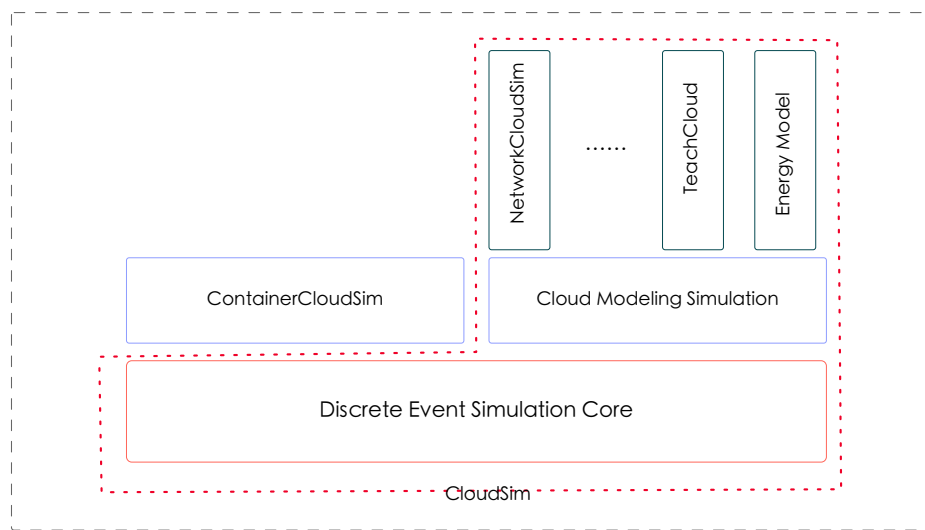 NetworkCloudSim
......
TeachCloud
Energy Model
ContainerCloudSim
Cloud Modeling Simulation
Discrete Event Simulation Core
CloudSim